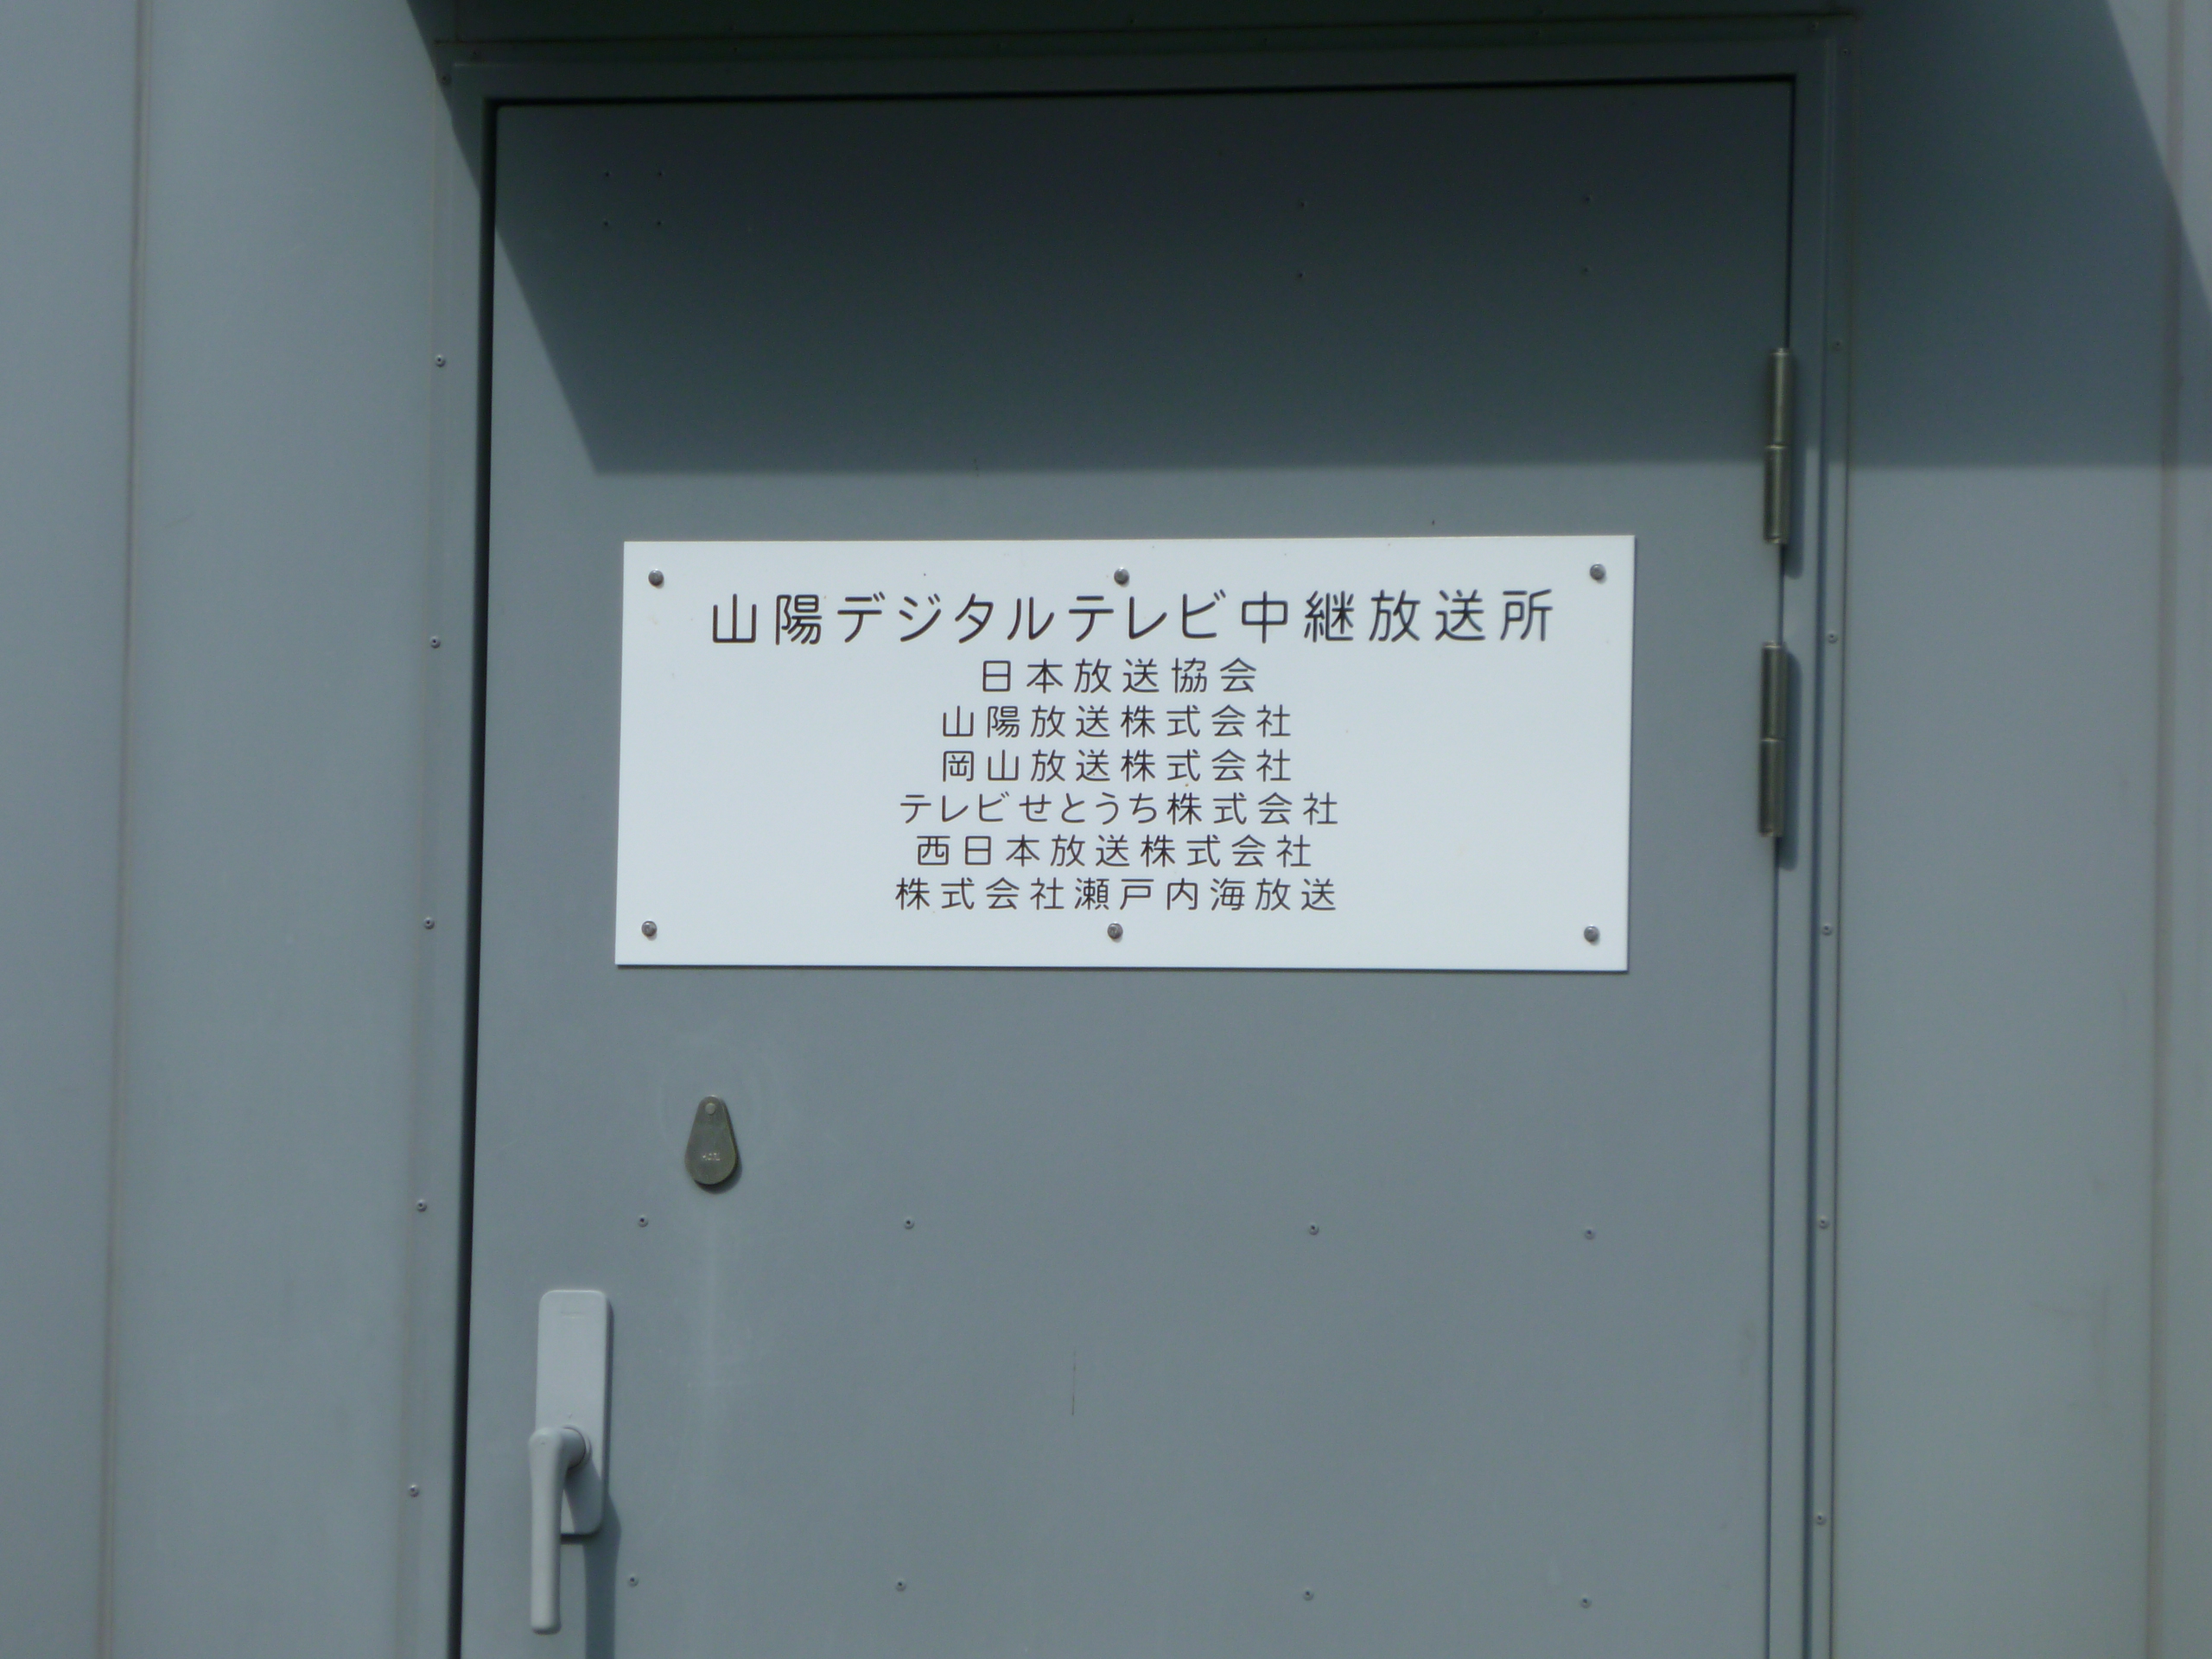 山陽デジタルテレビ中継放送所
日本放送協会
山陽放送株式会社
岡山放送株式会社
テレビせとうち株式会社
西日本放送株式会社
株式会社瀬戸内海放送